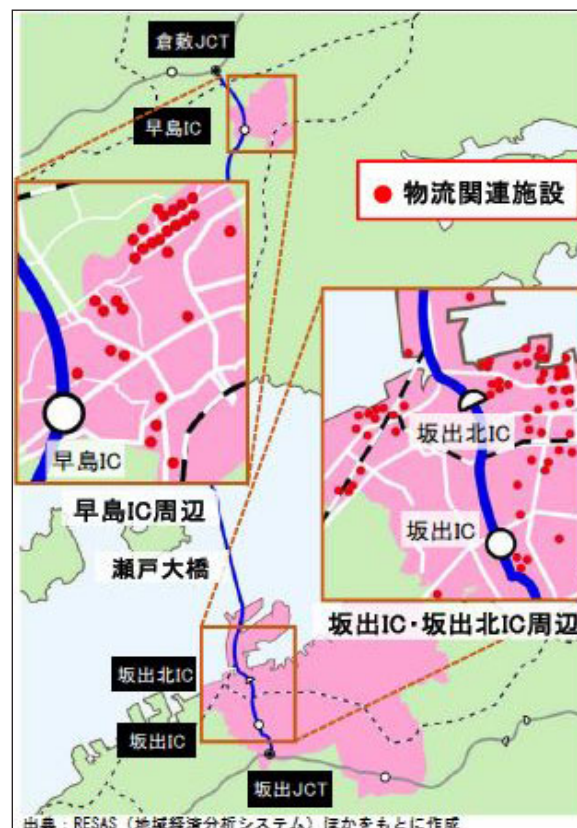 倉敷JCT
早島IC
● 物流関連施設
早島IC
早島IC周辺
坂出北IC
坂出IC
坂出IC・坂出北IC周辺
瀬戸大橋
坂出北IC
坂出IC
坂出JCT
出典：RESAS（地域経済分析システム）ほかをもとに作成